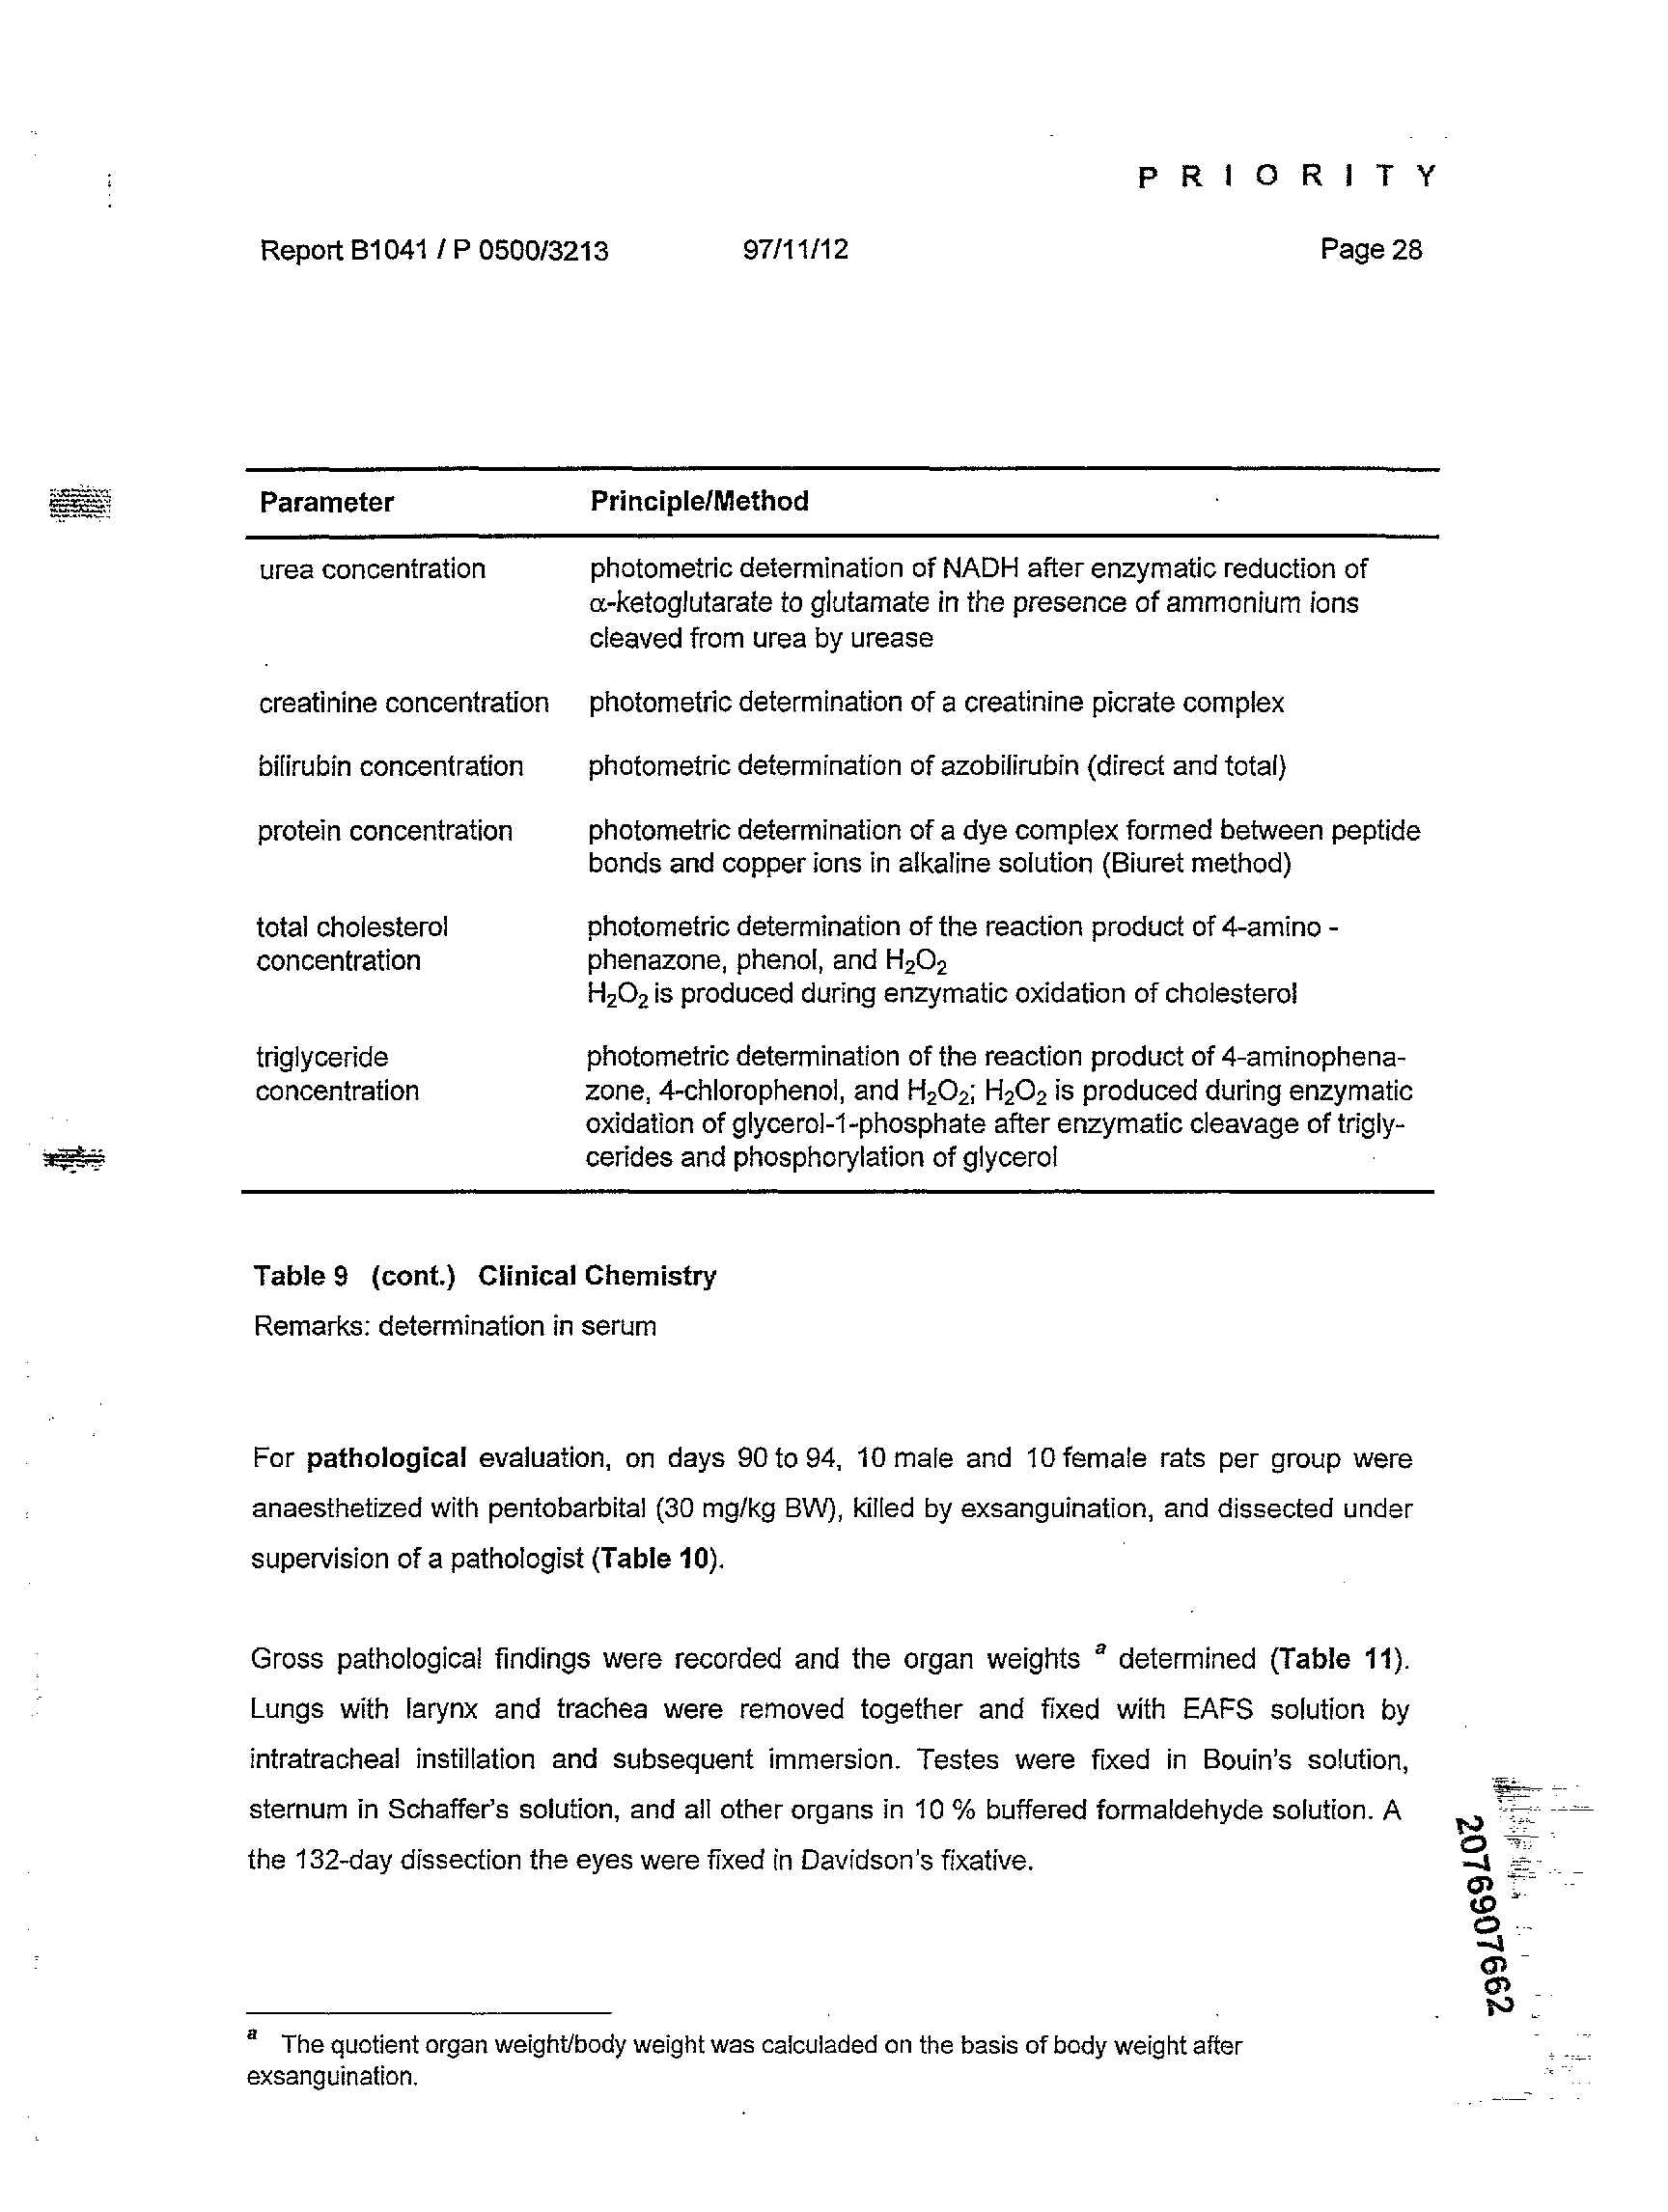 P R I O R I T Y
Report B1041 / P 0500/3213 97/11/12 Page 28
Parameter Principle/Method
urea concentration photometric determination of NADH after enzymatic reduction of
α-ketoglutarate to glutamate in the presence of ammonium ions
cleaved from urea by urease
creatinine concentration photometric determination of a creatinine picrate complex
bilirubin concentration photometric determination of azobilirubin (direct and total)
protein concentration photometric determination of a dye complex formed between peptide
bonds and copper ions in alkaline solution (Biuret method)
total cholesterol photometric determination of the reaction product of 4-amino -
concentration phenazone, phenol, and H₂O₂
H₂O₂ is produced during enzymatic oxidation of cholesterol
triglyceride photometric determination of the reaction product of 4-aminophena-
concentration zone, 4-chlorophenol, and H₂O₂; H₂O₂ is produced during enzymatic
oxidation of glycerol-1-phosphate after enzymatic cleavage of trigly-
cerides and phosphorylation of glycerol
Table 9 (cont.) Clinical Chemistry
Remarks: determination in serum
For pathological evaluation, on days 90 to 94, 10 male and 10 female rats per group were
anaesthetized with pentobarbital (30 mg/kg BW), killed by exsanguination, and dissected under
supervision of a pathologist (Table 10).
Gross pathological findings were recorded and the organ weights a determined (Table 11).
Lungs with larynx and trachea were removed together and fixed with EAFS solution by
intratracheal instillation and subsequent immersion. Testes were fixed in Bouin's solution,
sternum in Schaffer's solution, and all other organs in 10 % buffered formaldehyde solution. A
the 132-day dissection the eyes were fixed in Davidson's fixative.
2076907662
a The quotient organ weight/body weight was calculaded on the basis of body weight after
exsanguination.